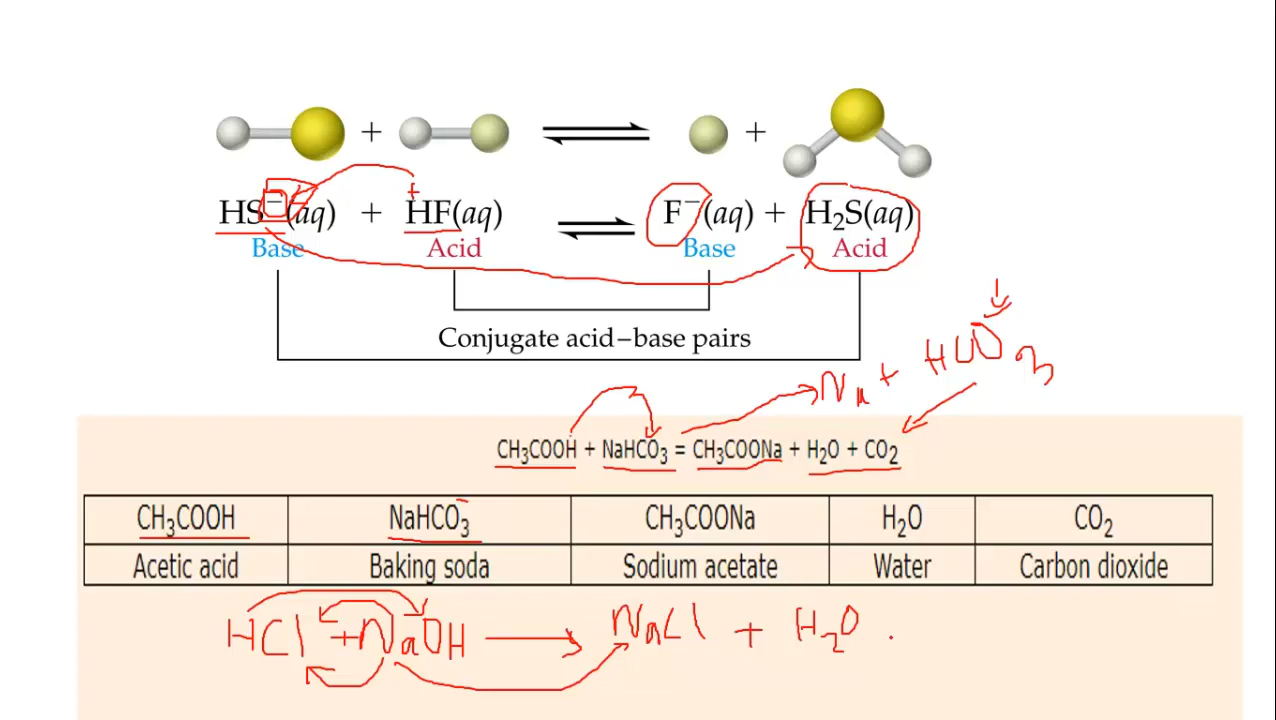 + +
HS⁻(aq) + HF(aq) ⇌ F⁻(aq) + H₂S(aq)
Base Acid Base Acid
Conjugate acid–base pairs
Na + HCO₃
CH₃COOH + NaHCO₃ = CH₃COONa + H₂O + CO₂
CH₃COOH NaHCO₃ CH₃COONa H₂O CO₂
Acetic acid Baking soda Sodium acetate Water Carbon dioxide
HCl + NaOH → NaCl + H₂O .